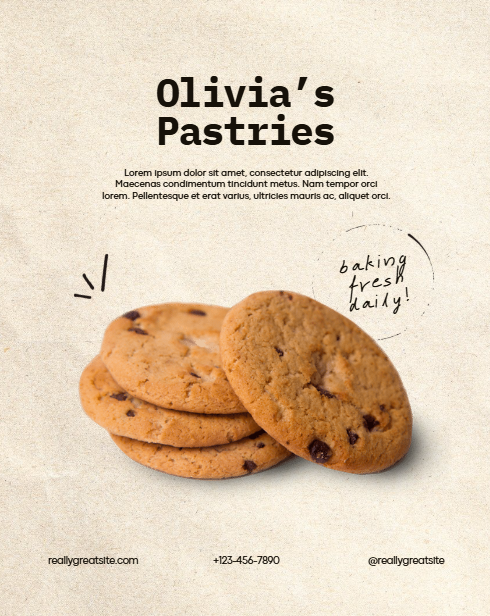 Olivia’s
Pastries
Lorem ipsum dolor sit amet, consectetur adipiscing elit.
Maecenas condimentum tincidunt metus. Nam tempor orci
lorem. Pellentesque et erat varius, ultricies mauris ac, aliquet orci.
baking
fresh
daily!
reallygreatsite.com +123-456-7890 @reallygreatsite